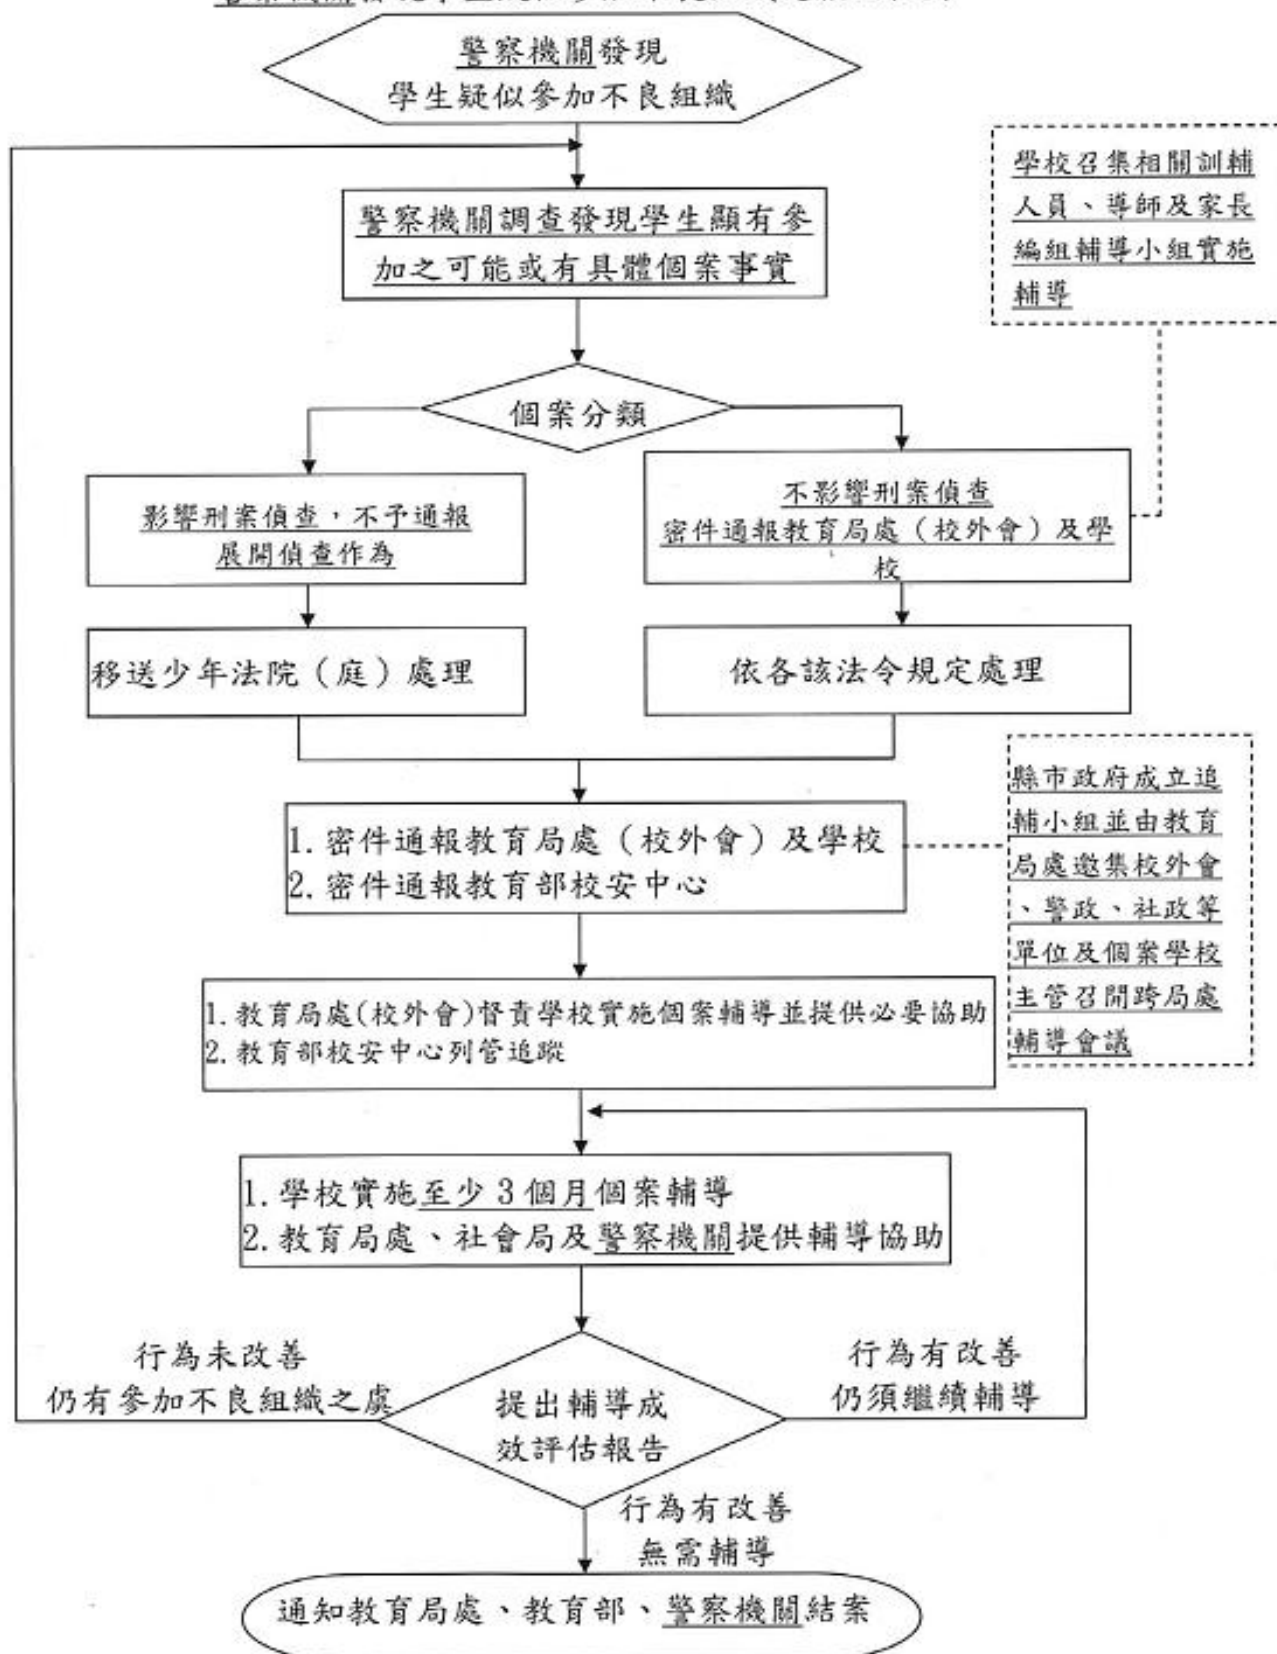 警察機關發現
學生疑似參加不良組織
學校召集相關訓輔
人員、導師及家長
編組輔導小組實施
輔導
警察機關調查發現學生顯有參
加之可能或有具體個案事實
個案分類
影響刑案偵查，不予通報
展開偵查作為
不影響刑案偵查
密件通報教育局處（校外會）及學
校
移送少年法院（庭）處理
依各該法令規定處理
1. 密件通報教育局處（校外會）及學校
2. 密件通報教育部校安中心
縣市政府成立追
輔小組並由教育
局處邀集校外會
、警政、社政等
單位及個案學校
主管召開跨局處
輔導會議
1. 教育局處(校外會)督責學校實施個案輔導並提供必要協助
2. 教育部校安中心列管追蹤
1. 學校實施至少3個月個案輔導
2. 教育局處、社會局及警察機關提供輔導協助
行為未改善
仍有參加不良組織之虞
提出輔導成
效評估報告
行為有改善
仍須繼續輔導
行為有改善
無需輔導
通知教育局處、教育部、警察機關結案